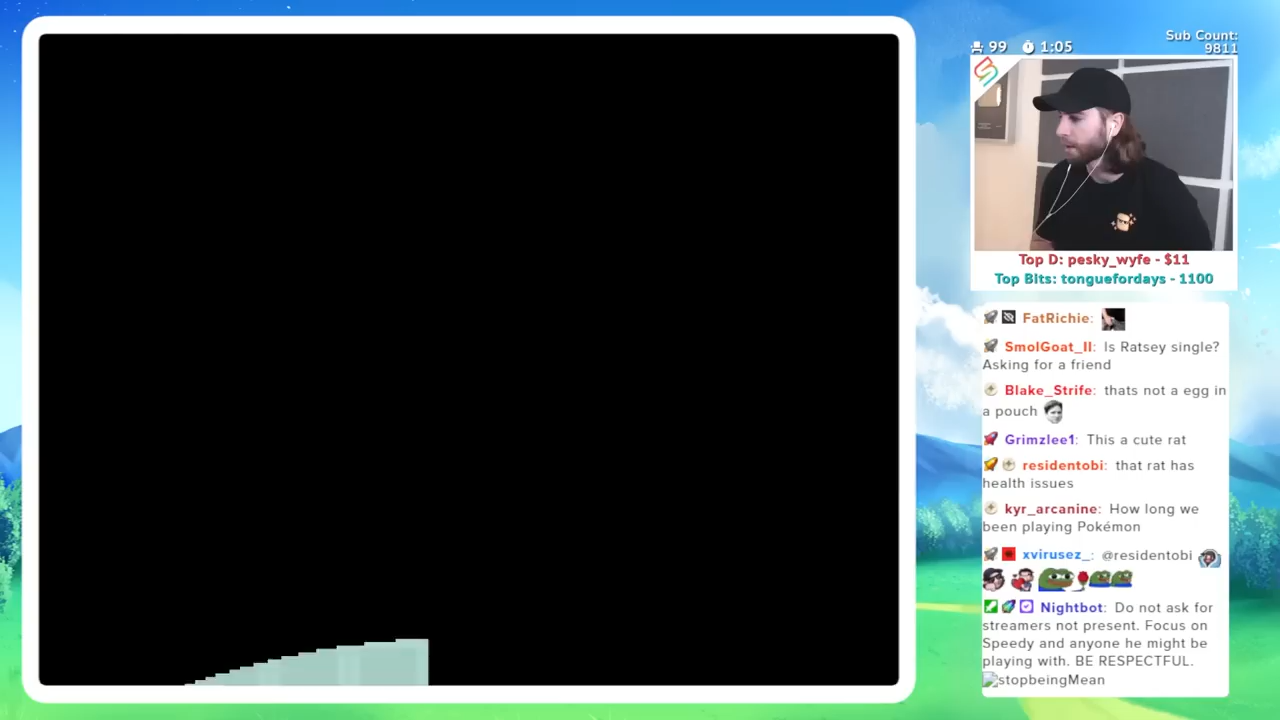 99 1:05
Sub Count:
9811
Top D: pesky_wyfe - $11
Top Bits: tonguefordays - 1100
FatRichie:
SmolGoat_II: Is Ratsey single?
Asking for a friend
Blake_Strife: thats not a egg in
a pouch
Grimzlee1: This a cute rat
residentobi: that rat has
health issues
kyr_arcanine: How long we
been playing Pokémon
xvirusez_: @residentobi
Nightbot: Do not ask for
streamers not present. Focus on
Speedy and anyone he might be
playing with. BE RESPECTFUL.
stopbeingMean